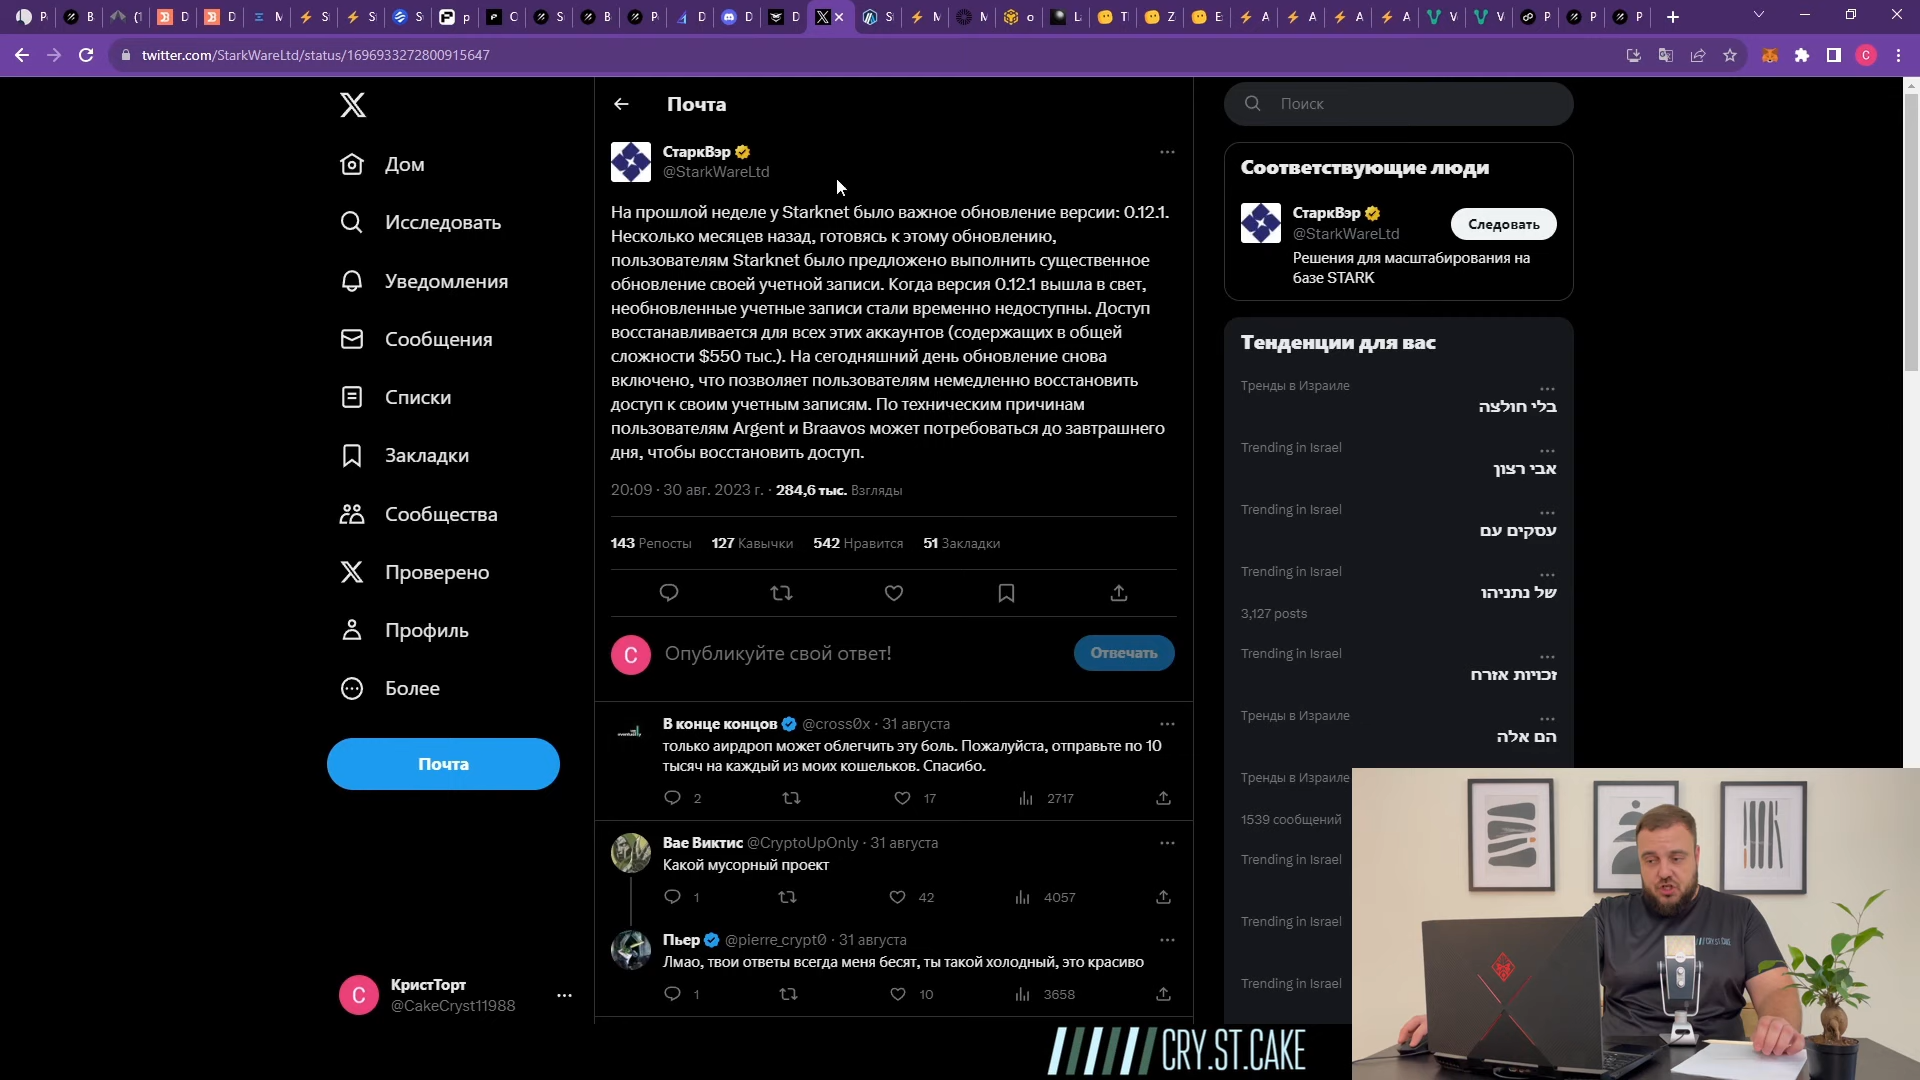 twitter.com/StarkWareLtd/status/1696933272800915647
Дом
Исследовать
Уведомления
Сообщения
Списки
Закладки
Сообщества
Проверено
Профиль
Более
Почта
КристТорт
@CakeCryst11988
Почта
СтаркВэр
@StarkWareLtd
На прошлой неделе у Starknet было важное обновление версии: 0.12.1.
Несколько месяцев назад, готовясь к этому обновлению,
пользователям Starknet было предложено выполнить существенное
обновление своей учетной записи. Когда версия 0.12.1 вышла в свет,
необновленные учетные записи стали временно недоступны. Доступ
восстанавливается для всех этих аккаунтов (содержащих в общей
сложности $550 тыс.). На сегодняшний день обновление снова
включено, что позволяет пользователям немедленно восстановить
доступ к своим учетным записям. По техническим причинам
пользователям Argent и Braavos может потребоваться до завтрашнего
дня, чтобы восстановить доступ.
20:09 · 30 авг. 2023 г. · 284,6 тыс. Взгляды
143 Репосты 127 Кавычки 542 Нравится 51 Закладки
C
Опубликуйте свой ответ!
Отвечать
В конце концов @cross0x · 31 августа
только аирдроп может облегчить эту боль. Пожалуйста, отправьте по 10
тысяч на каждый из моих кошельков. Спасибо.
2 17 2717
Вае Виктис @CryptoUpOnly · 31 августа
Какой мусорный проект
1 42 4057
Пьер @pierre_crypt0 · 31 августа
Лмао, твои ответы всегда меня бесят, ты такой холодный, это красиво
1 10 3658
Поиск
Соответствующие люди
СтаркВэр
@StarkWareLtd
Следовать
Решения для масштабирования на
базе STARK
Тенденции для вас
Тренды в Израиле
בלי חולצה
Trending in Israel
אבי רצון
Trending in Israel
עסקים עם
Trending in Israel
של נתניהו
3,127 posts
Trending in Israel
זכויות אזרח
Тренды в Израиле
הם אלה
Тренды в Израиле
1539 сообщений
Trending in Israel
Trending in Israel
Trending in Israel
CRY.ST.CAKE